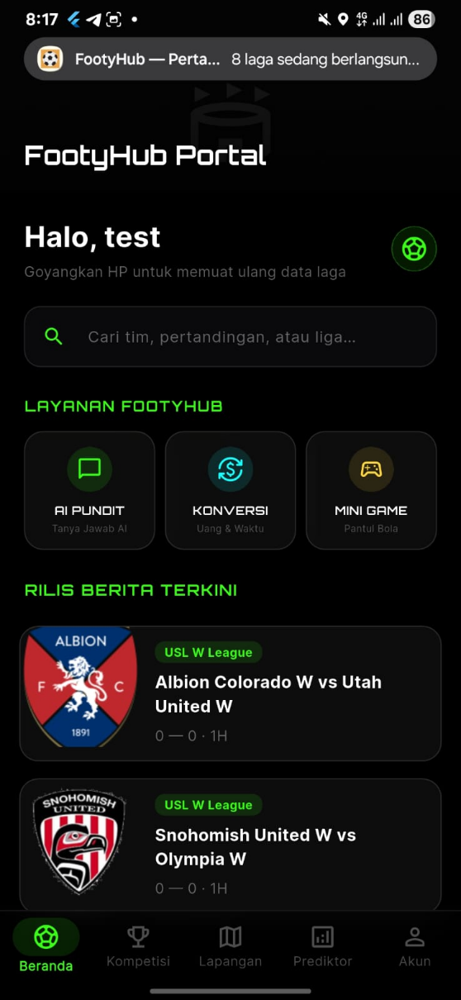 8:17
4G
86
FootyHub — Perta... 8 laga sedang berlangsun...
FootyHub Portal
Halo, test
Goyangkan HP untuk memuat ulang data laga
Cari tim, pertandingan, atau liga...
LAYANAN FOOTYHUB
AI PUNDIT
Tanya Jawab AI
KONVERSI
Uang & Waktu
MINI GAME
Pantul Bola
RILIS BERITA TERKINI
ALBION
F C
1891
USL W League
Albion Colorado W vs Utah
United W
0 — 0 · 1H
SNOHOMISH
UNITED
USL W League
Snohomish United W vs
Olympia W
0 — 0 · 1H
Beranda
Kompetisi
Lapangan
Prediktor
Akun